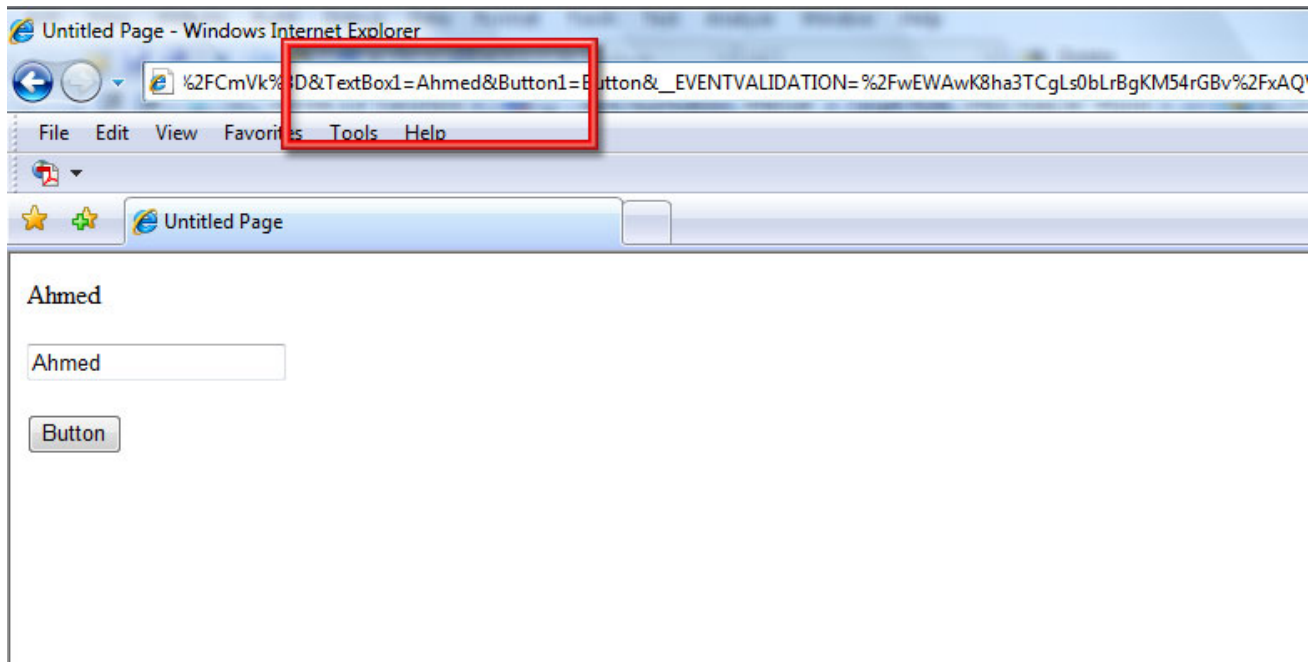 Untitled Page - Windows Internet Explorer
%2FCmVk%3D&TextBox1=Ahmed&Button1=Button&__EVENTVALIDATION=%2FwEWAwK8ha3TCgLs0bLrBgKM54rGBv%2FxAQ
File Edit View Favorites Tools Help
Untitled Page
Ahmed
Ahmed
Button